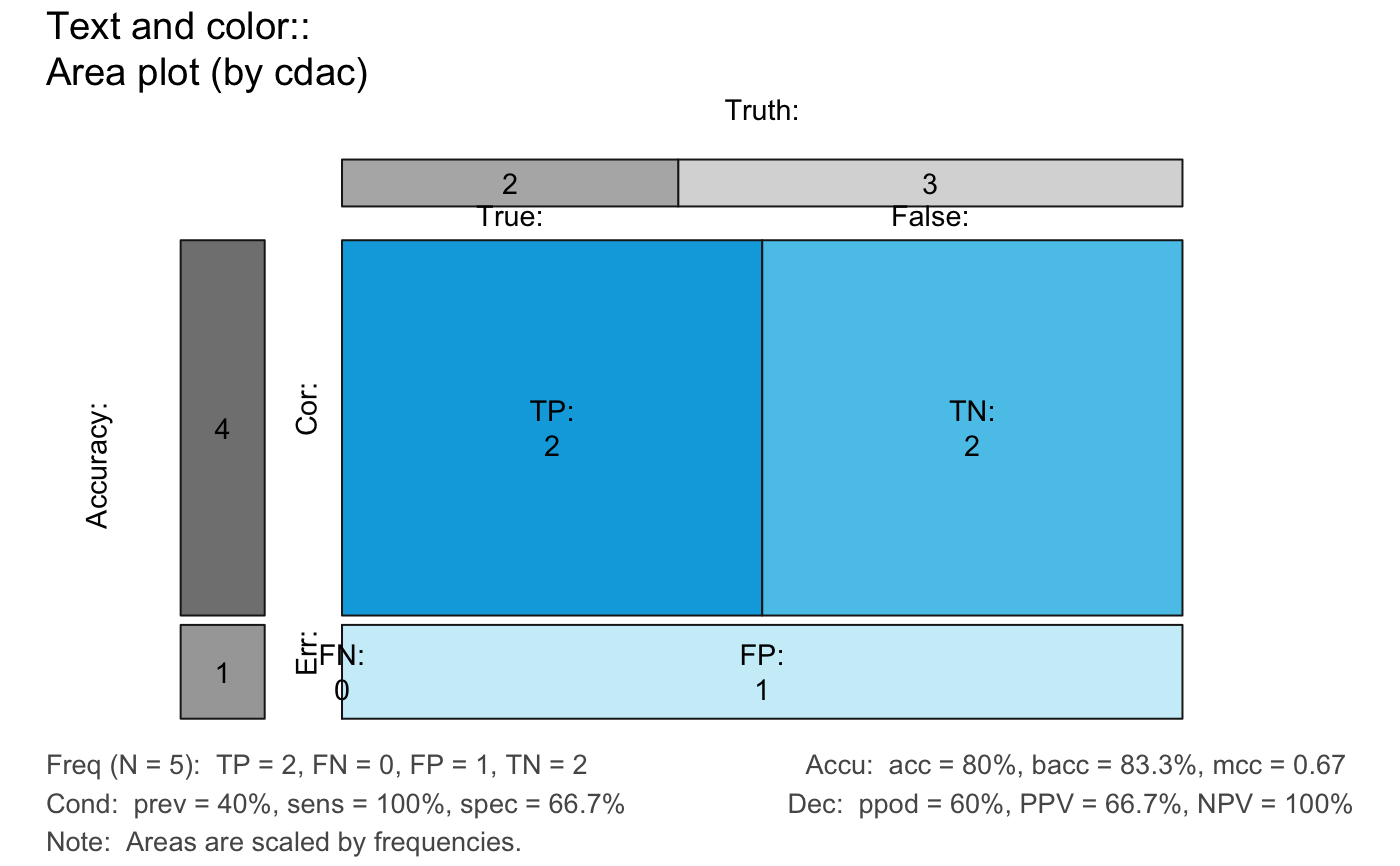 Text and color::
Area plot (by cdac)
Truth:
2
3
True:
False:
Accuracy:
4
Cor:
TP:
2
TN:
2
1
Err:
FN:
0
FP:
1
Freq (N = 5):  TP = 2, FN = 0, FP = 1, TN = 2
Accu:  acc = 80%, bacc = 83.3%, mcc = 0.67
Cond:  prev = 40%, sens = 100%, spec = 66.7%
Dec:  ppod = 60%, PPV = 66.7%, NPV = 100%
Note:  Areas are scaled by frequencies.